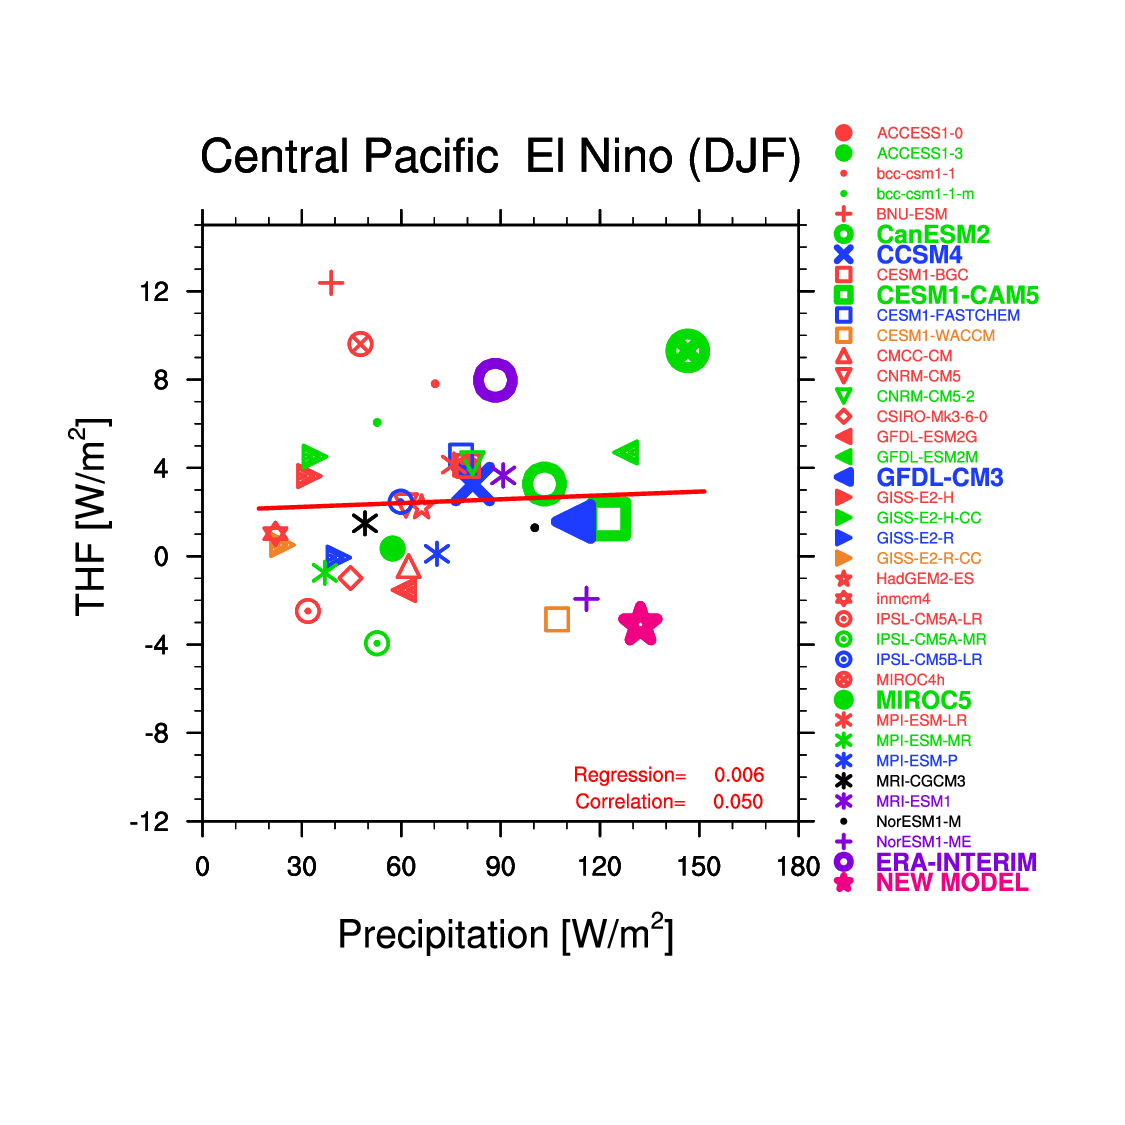 Central Pacific  El Nino (DJF)
THF [W/m²]
12
8
4
0
-4
-8
-12
0 30 60 90 120 150 180
Precipitation [W/m²]
Regression= 0.006
Correlation= 0.050
ACCESS1-0
ACCESS1-3
bcc-csm1-1
bcc-csm1-1-m
BNU-ESM
CanESM2
CCSM4
CESM1-BGC
CESM1-CAM5
CESM1-FASTCHEM
CESM1-WACCM
CMCC-CM
CNRM-CM5
CNRM-CM5-2
CSIRO-Mk3-6-0
GFDL-ESM2G
GFDL-ESM2M
GFDL-CM3
GISS-E2-H
GISS-E2-H-CC
GISS-E2-R
GISS-E2-R-CC
HadGEM2-ES
inmcm4
IPSL-CM5A-LR
IPSL-CM5A-MR
IPSL-CM5B-LR
MIROC4h
MIROC5
MPI-ESM-LR
MPI-ESM-MR
MPI-ESM-P
MRI-CGCM3
MRI-ESM1
NorESM1-M
NorESM1-ME
ERA-INTERIM
NEW MODEL